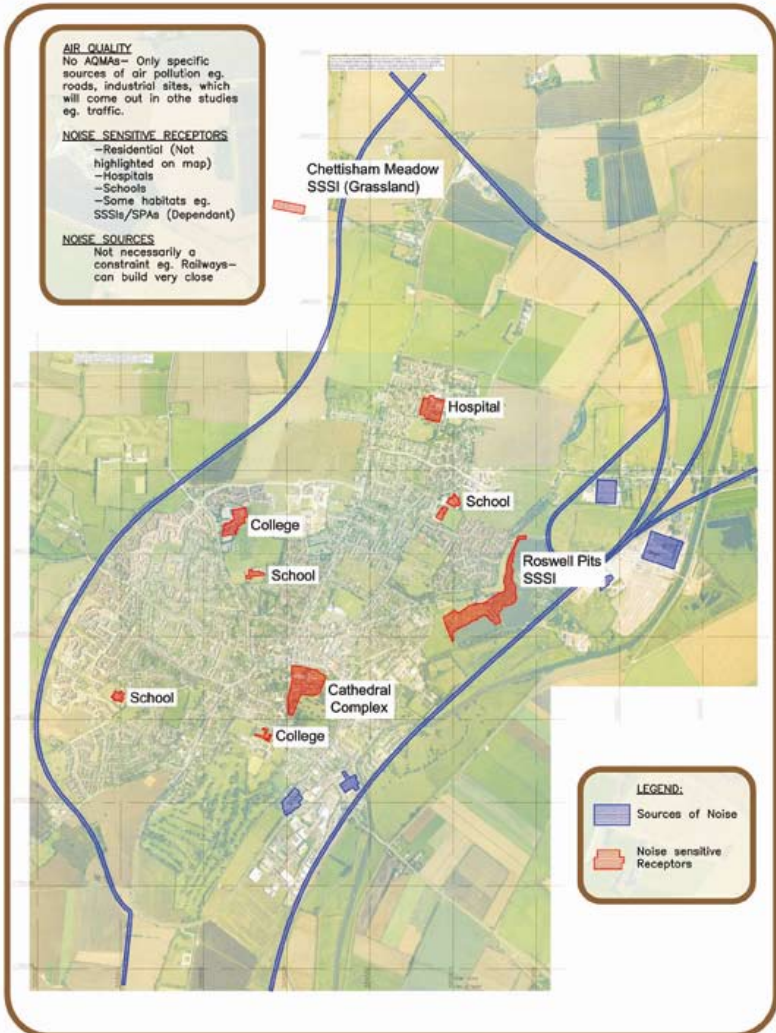 AIR QUALITY
No AQMAs– Only specific
sources of air pollution eg.
roads, industrial sites, which
will come out in othe studies
eg. traffic.
NOISE SENSITIVE RECEPTORS
–Residential (Not
highlighted on map)
–Hospitals
–Schools
–Some habitats eg.
SSSIs/SPAs (Dependant)
NOISE SOURCES
Not necessarily a
constraint eg. Railways–
can build very close
Chettisham Meadow
SSSI (Grassland)
Hospital
School
College
School
Roswell Pits
SSSI
School
Cathedral
Complex
College
LEGEND:
Sources of Noise
Noise sensitive
Receptors